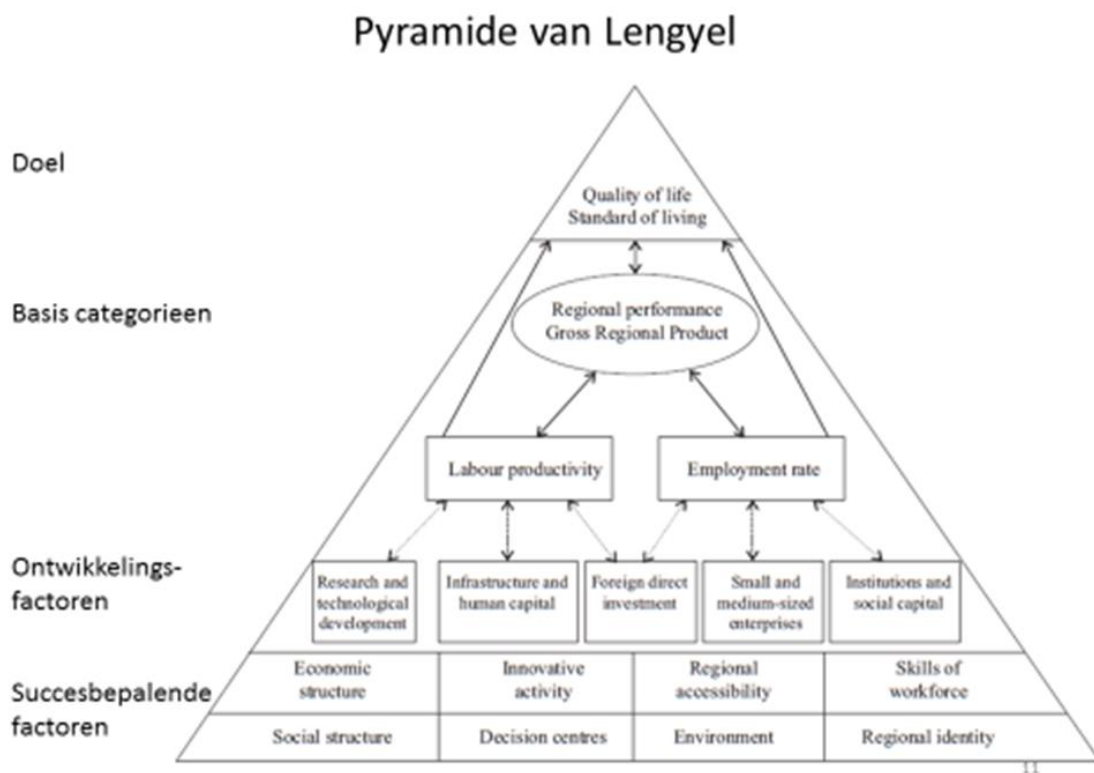 Pyramide van Lengyel
Doel
Quality of life
Standard of living
Basis categorieen
Regional performance
Gross Regional Product
Labour productivity
Employment rate
Ontwikkelings-
factoren
Research and
technological
development
Infrastructure and
human capital
Foreign direct
investment
Small and
medium-sized
enterprises
Institutions and
social capital
Succesbepalende
factoren
Economic
structure
Innovative
activity
Regional
accessibility
Skills of
workforce
Social structure
Decision centres
Environment
Regional identity
11